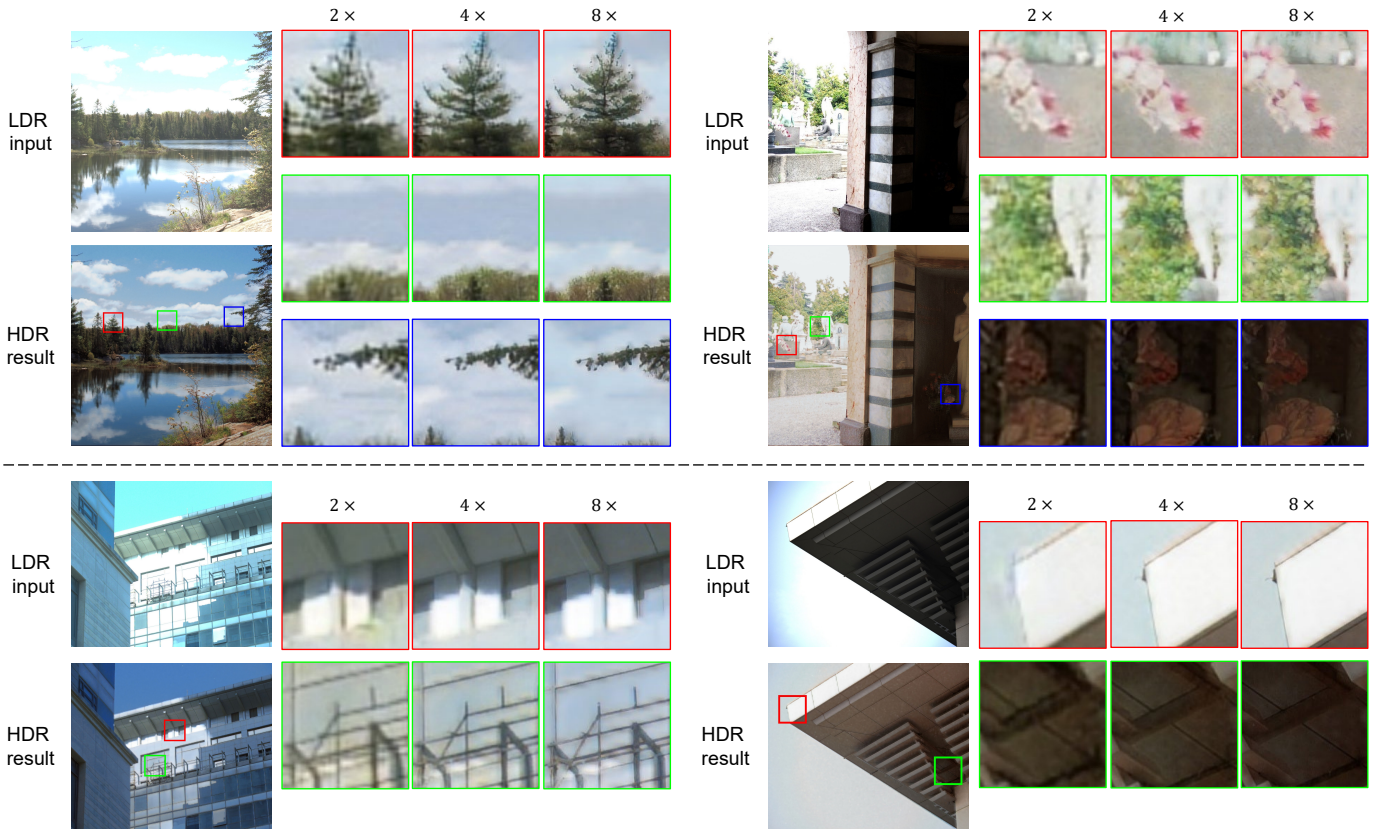 2 × 4 × 8 ×
LDR
input
HDR
result
2 × 4 × 8 ×
LDR
input
HDR
result
2 × 4 × 8 ×
LDR
input
HDR
result
2 × 4 × 8 ×
LDR
input
HDR
result